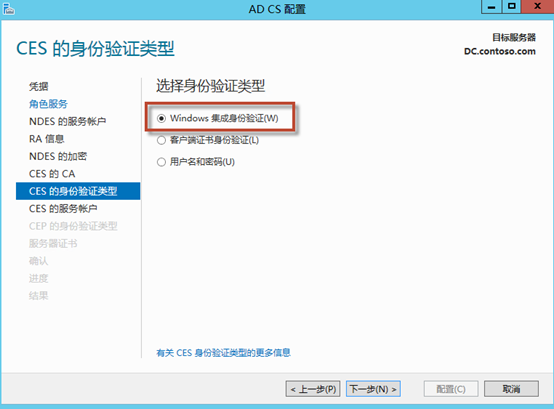 AD CS 配置
CES 的身份验证类型
目标服务器
DC.contoso.com
凭据
角色服务
NDES 的服务帐户
RA 信息
NDES 的加密
CES 的 CA
CES 的身份验证类型
CES 的服务帐户
CEP 的身份验证类型
服务器证书
确认
进度
结果
选择身份验证类型
Windows 集成身份验证(W)
客户端证书身份验证(L)
用户名和密码(U)
有关 CES 身份验证类型的更多信息
< 上一步(P)
下一步(N) >
配置(C)
取消